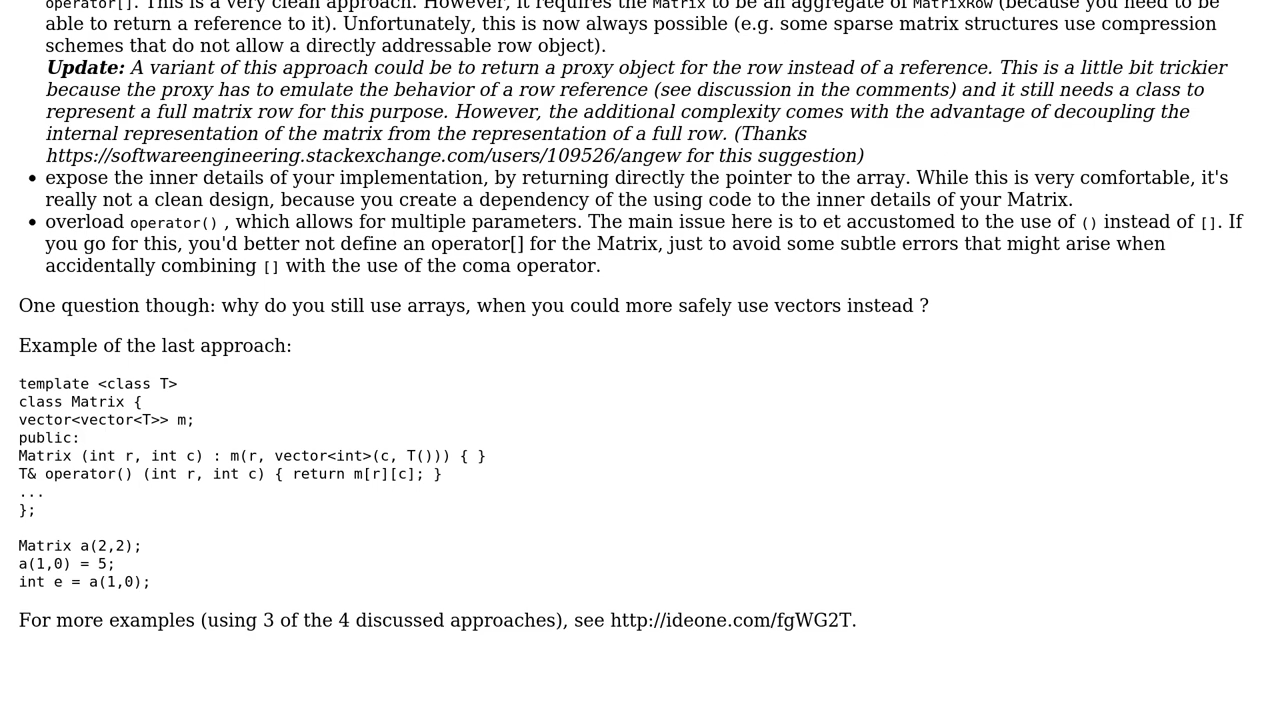 operator[]. This is a very clean approach. However, it requires the Matrix to be an aggregate of MatrixRow (because you need to be
able to return a reference to it). Unfortunately, this is now always possible (e.g. some sparse matrix structures use compression
schemes that do not allow a directly addressable row object).
Update: A variant of this approach could be to return a proxy object for the row instead of a reference. This is a little bit trickier
because the proxy has to emulate the behavior of a row reference (see discussion in the comments) and it still needs a class to
represent a full matrix row for this purpose. However, the additional complexity comes with the advantage of decoupling the
internal representation of the matrix from the representation of a full row. (Thanks
https://softwareengineering.stackexchange.com/users/109526/angew for this suggestion)
• expose the inner details of your implementation, by returning directly the pointer to the array. While this is very comfortable, it's
really not a clean design, because you create a dependency of the using code to the inner details of your Matrix.
• overload operator() , which allows for multiple parameters. The main issue here is to et accustomed to the use of () instead of []. If
you go for this, you'd better not define an operator[] for the Matrix, just to avoid some subtle errors that might arise when
accidentally combining [] with the use of the coma operator.
One question though: why do you still use arrays, when you could more safely use vectors instead ?
Example of the last approach:
template <class T>
class Matrix {
vector<vector<T>> m;
public:
Matrix (int r, int c) : m(r, vector<int>(c, T())) { }
T& operator() (int r, int c) { return m[r][c]; }
...
};
Matrix a(2,2);
a(1,0) = 5;
int e = a(1,0);
For more examples (using 3 of the 4 discussed approaches), see http://ideone.com/fgWG2T.